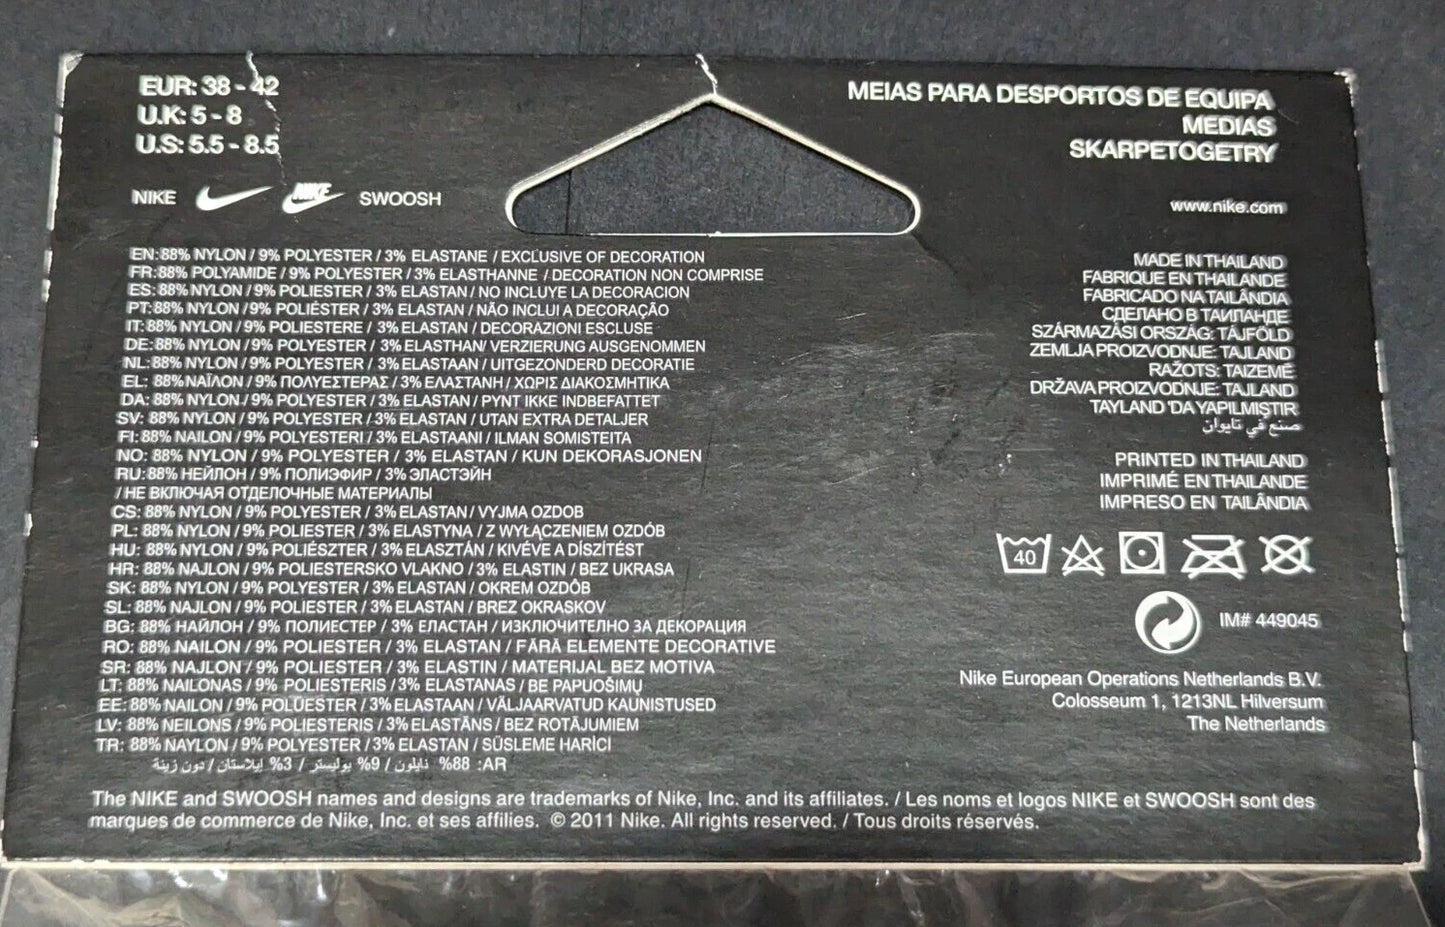 EUR: 38 - 42
U.K: 5 - 8
U.S: 5.5 - 8.5
NIKE NIKE SWOOSH
MEIAS PARA DESPORTOS DE EQUIPA
MEDIAS
SKARPETOGETRY
www.nike.com
EN: 88% NYLON / 9% POLYESTER / 3% ELASTANE / EXCLUSIVE OF DECORATION
FR: 88% POLYAMIDE / 9% POLYESTER / 3% ELASTHANNE / DECORATION NON COMPRISE
ES: 88% NYLON / 9% POLIESTER / 3% ELASTAN / NO INCLUYE LA DECORACION
PT: 88% NYLON / 9% POLIÉSTER / 3% ELASTAN / NÃO INCLUI A DECORAÇÃO
IT: 88% NYLON / 9% POLIESTERE / 3% ELASTAN / DECORAZIONI ESCLUSE
DE: 88% NYLON / 9% POLYESTER / 3% ELASTHAN/ VERZIERUNG AUSGENOMMEN
NL: 88% NYLON / 9% POLYESTER / 3% ELASTAAN / UITGEZONDERD DECORATIE
EL: 88% ΝΑΪΛΟΝ / 9% ΠΟΛΥΕΣΤΕΡΑΣ / 3% ΕΛΑΣΤΑΝΗ / ΧΩΡΙΣ ΔΙΑΚΟΣΜΗΤΙΚΑ
DA: 88% NYLON / 9% POLYESTER / 3% ELASTAN / PYNT IKKE INDBEFATTET
SV: 88% NYLON / 9% POLYESTER / 3% ELASTAN / UTAN EXTRA DETALJER
FI: 88% NAILON / 9% POLYESTERI / 3% ELASTAANI / ILMAN SOMISTEITA
NO: 88% NYLON / 9% POLYESTER / 3% ELASTAN / KUN DEKORASJONEN
RU: 88% НЕЙЛОН / 9% ПОЛИЭФИР / 3% ЭЛАСТЭЙН
/ НЕ ВКЛЮЧАЯ ОТДЕЛОЧНЫЕ МАТЕРИАЛЫ
CS: 88% NYLON / 9% POLYESTER / 3% ELASTAN / VYJMA OZDOB
PL: 88% NYLON / 9% POLIESTER / 3% ELASTYNA / Z WYŁĄCZENIEM OZDÓB
HU: 88% NYLON / 9% POLIÉSZTER / 3% ELASZTÁN / KIVÉVE A DÍSZÍTÉST
HR: 88% NAJLON / 9% POLIESTERSKO VLAKNO / 3% ELASTIN / BEZ UKRASA
SK: 88% NYLON / 9% POLYESTER / 3% ELASTAN / OKREM OZDÔB
SL: 88% NAJLON / 9% POLIESTER / 3% ELASTAN / BREZ OKRASKOV
BG: 88% НАЙЛОН / 9% ПОЛИЕСТЕР / 3% ЕЛАСТАН / ИЗКЛЮЧИТЕЛНО ЗА ДЕКОРАЦИЯ
RO: 88% NAILON / 9% POLIESTER / 3% ELASTAN / FĂRĂ ELEMENTE DECORATIVE
SR: 88% NAJLON / 9% POLIESTER / 3% ELASTIN / MATERIJAL BEZ MOTIVA
LT: 88% NAILONAS / 9% POLIESTERIS / 3% ELASTANAS / BE PAPUOŠIMŲ
EE: 88% NAILON / 9% POLÜESTER / 3% ELASTAAN / VÄLJAARVATUD KAUNISTUSED
LV: 88% NEILONS / 9% POLIESTERIS / 3% ELASTĀNS / BEZ ROTĀJUMIEM
TR: 88% NAYLON / 9% POLYESTER / 3% ELASTAN / SÜSLEME HARİCİ
AR: 88% نايلون / 9% بوليستر / 3% إيلاستان / دون زينة
MADE IN THAILAND
FABRIQUE EN THAILANDE
FABRICADO NA TAILÂNDIA
СДЕЛАНО В ТАИЛАНДЕ
SZÁRMAZÁSI ORSZÁG: TÁJFÖLD
ZEMLJA PROIZVODNJE: TAJLAND
RAŽOTS: TAIZEMĒ
DRŽAVA PROIZVODNJE: TAJLAND
TAYLAND 'DA YAPILMIŞTIR
صنع في تايوان
PRINTED IN THAILAND
IMPRIMÉ EN THAILANDE
IMPRESO EN TAILÂNDIA
40
IM# 449045
Nike European Operations Netherlands B.V.
Colosseum 1, 1213NL Hilversum
The Netherlands
The NIKE and SWOOSH names and designs are trademarks of Nike, Inc. and its affiliates. / Les noms et logos NIKE et SWOOSH sont des
marques de commerce de Nike, Inc. et ses affilies. © 2011 Nike. All rights reserved. / Tous droits réservés.